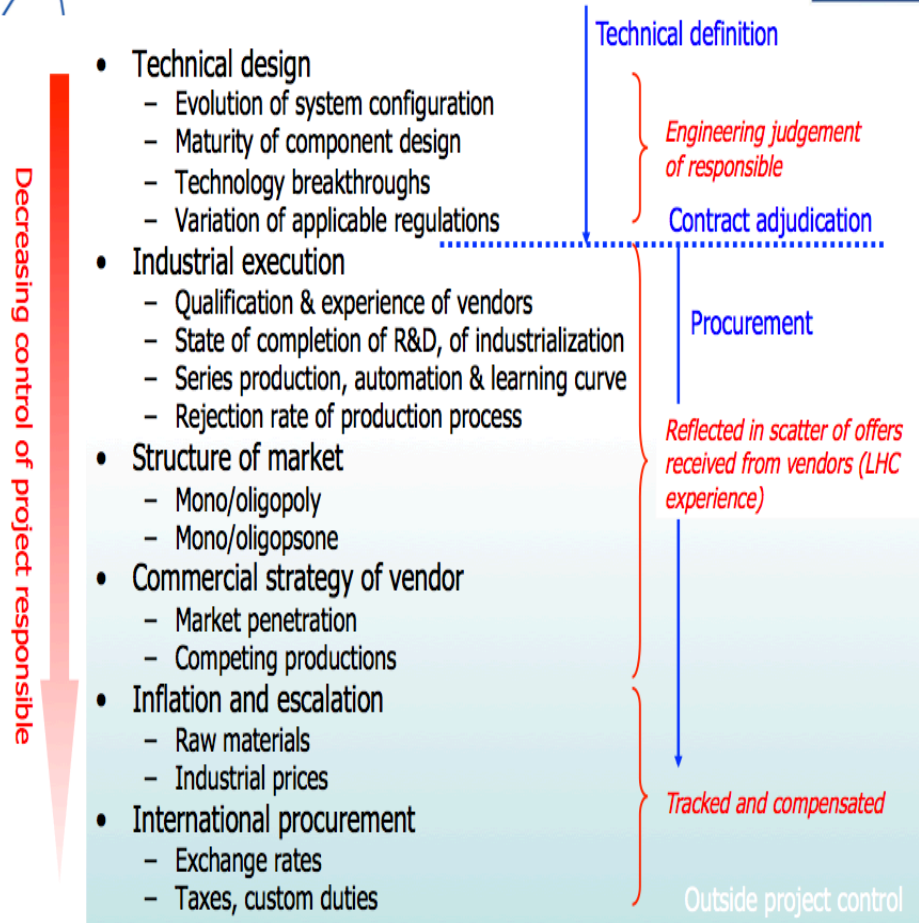 Technical definition
• Technical design
– Evolution of system configuration
– Maturity of component design
– Technology breakthroughs
– Variation of applicable regulations
Engineering judgement
of responsible
Contract adjudication
• Industrial execution
– Qualification & experience of vendors
– State of completion of R&D, of industrialization
– Series production, automation & learning curve
– Rejection rate of production process
Procurement
• Structure of market
– Mono/oligopoly
– Mono/oligopsone
• Commercial strategy of vendor
– Market penetration
– Competing productions
Reflected in scatter of offers
received from vendors (LHC
experience)
• Inflation and escalation
– Raw materials
– Industrial prices
• International procurement
– Exchange rates
– Taxes, custom duties
Tracked and compensated
Outside project control
Decreasing control of project responsible